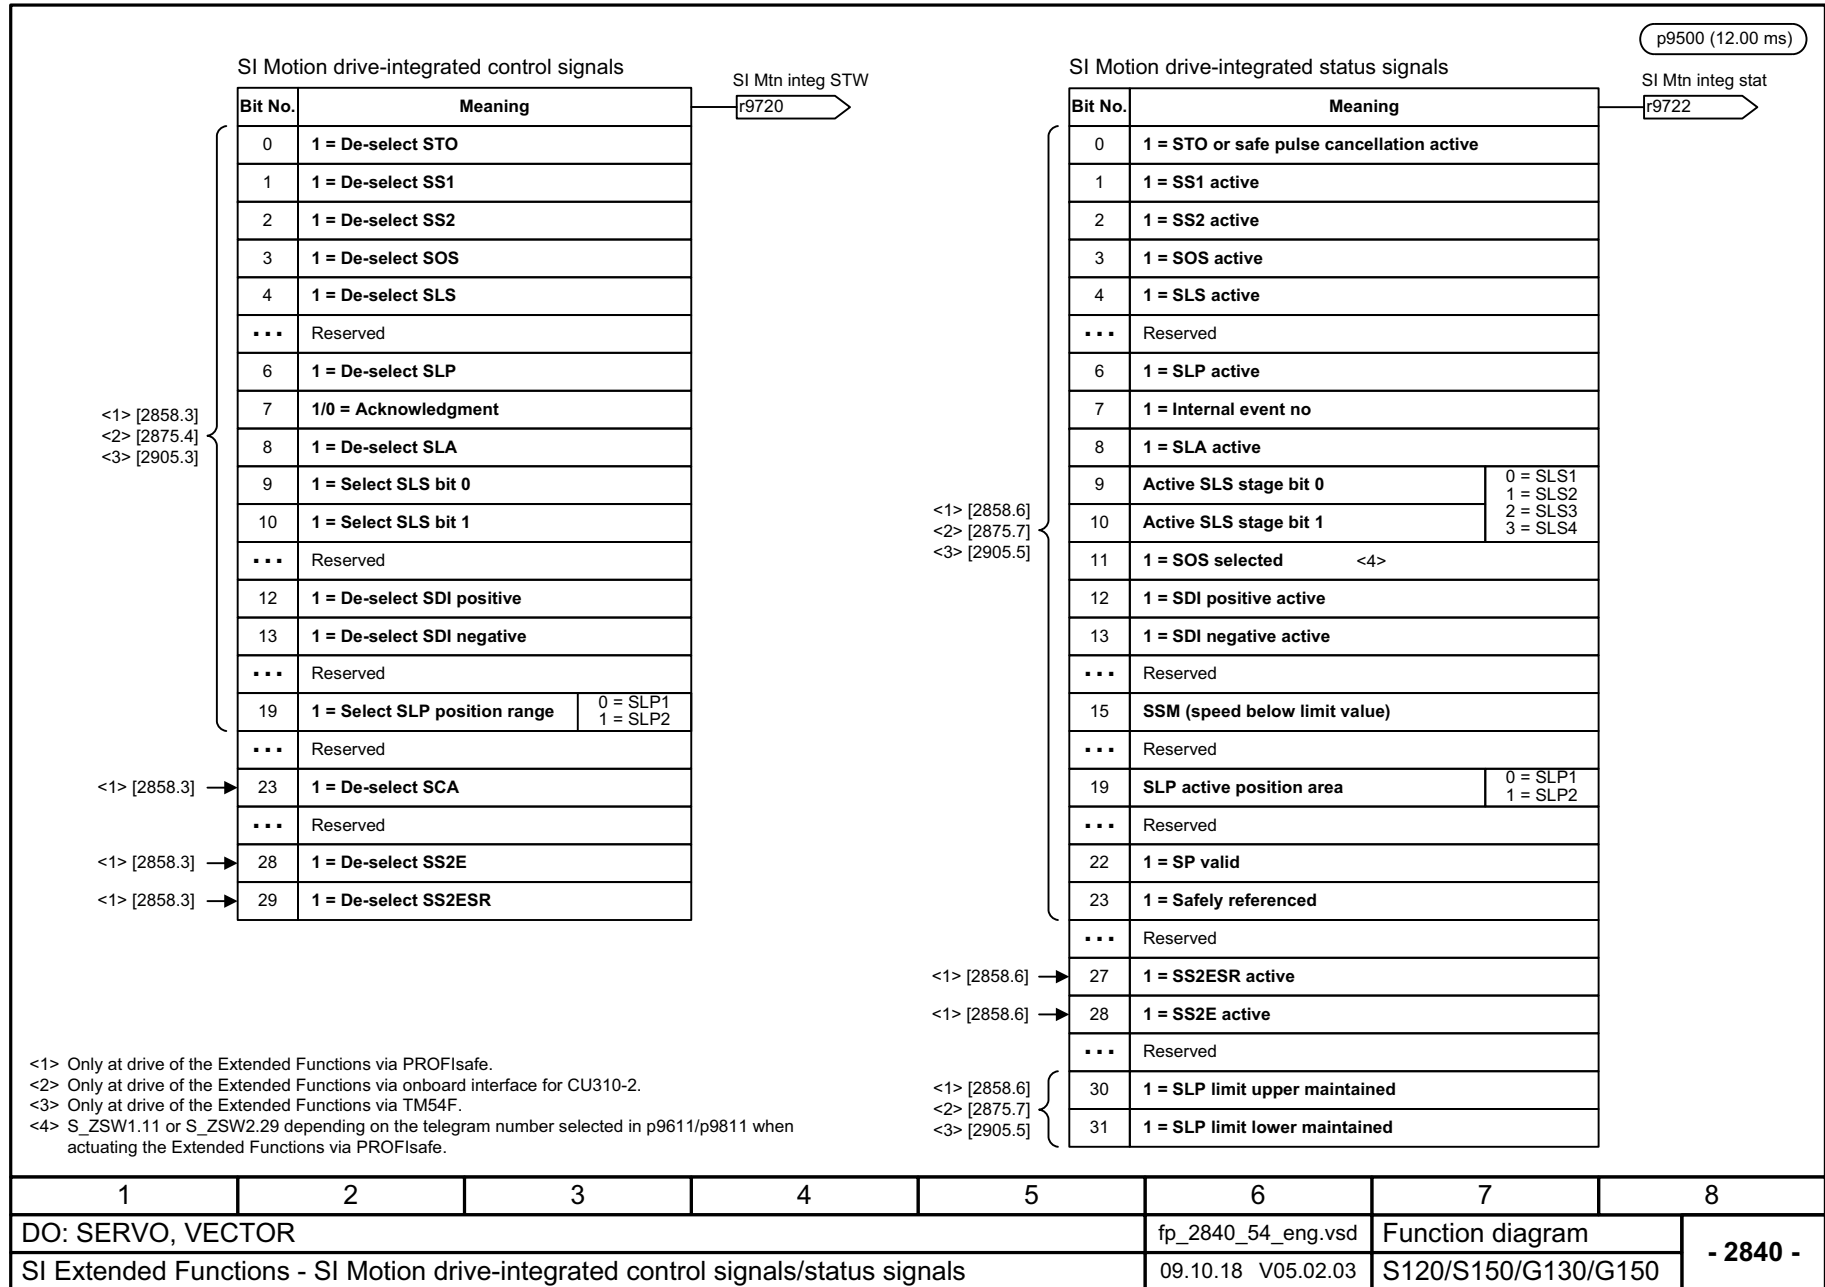 p9500 (12.00 ms)
SI Motion drive-integrated control signals
SI Mtn integ STW
r9720
Bit No. Meaning
0 1 = De-select STO
1 1 = De-select SS1
2 1 = De-select SS2
3 1 = De-select SOS
4 1 = De-select SLS
... Reserved
6 1 = De-select SLP
7 1/0 = Acknowledgment
8 1 = De-select SLA
9 1 = Select SLS bit 0
10 1 = Select SLS bit 1
... Reserved
12 1 = De-select SDI positive
13 1 = De-select SDI negative
... Reserved
19 1 = Select SLP position range 0 = SLP1
1 = SLP2
... Reserved
<1> [2858.3] 23 1 = De-select SCA
... Reserved
<1> [2858.3] 28 1 = De-select SS2E
<1> [2858.3] 29 1 = De-select SS2ESR
<1> [2858.3]
<2> [2875.4]
<3> [2905.3]
SI Motion drive-integrated status signals
SI Mtn integ stat
r9722
Bit No. Meaning
0 1 = STO or safe pulse cancellation active
1 1 = SS1 active
2 1 = SS2 active
3 1 = SOS active
4 1 = SLS active
... Reserved
6 1 = SLP active
7 1 = Internal event no
8 1 = SLA active
9 Active SLS stage bit 0
10 Active SLS stage bit 1
0 = SLS1
1 = SLS2
2 = SLS3
3 = SLS4
11 1 = SOS selected <4>
12 1 = SDI positive active
13 1 = SDI negative active
... Reserved
15 SSM (speed below limit value)
... Reserved
19 SLP active position area 0 = SLP1
1 = SLP2
... Reserved
22 1 = SP valid
23 1 = Safely referenced
... Reserved
<1> [2858.6] 27 1 = SS2ESR active
<1> [2858.6] 28 1 = SS2E active
... Reserved
30 1 = SLP limit upper maintained
31 1 = SLP limit lower maintained
<1> [2858.6]
<2> [2875.7]
<3> [2905.5]
<1> [2858.6]
<2> [2875.7]
<3> [2905.5]
<1> Only at drive of the Extended Functions via PROFIsafe.
<2> Only at drive of the Extended Functions via onboard interface for CU310-2.
<3> Only at drive of the Extended Functions via TM54F.
<4> S_ZSW1.11 or S_ZSW2.29 depending on the telegram number selected in p9611/p9811 when
actuating the Extended Functions via PROFIsafe.
1 2 3 4 5 6 7 8
DO: SERVO, VECTOR
fp_2840_54_eng.vsd Function diagram
- 2840 -
SI Extended Functions - SI Motion drive-integrated control signals/status signals
09.10.18 V05.02.03 S120/S150/G130/G150